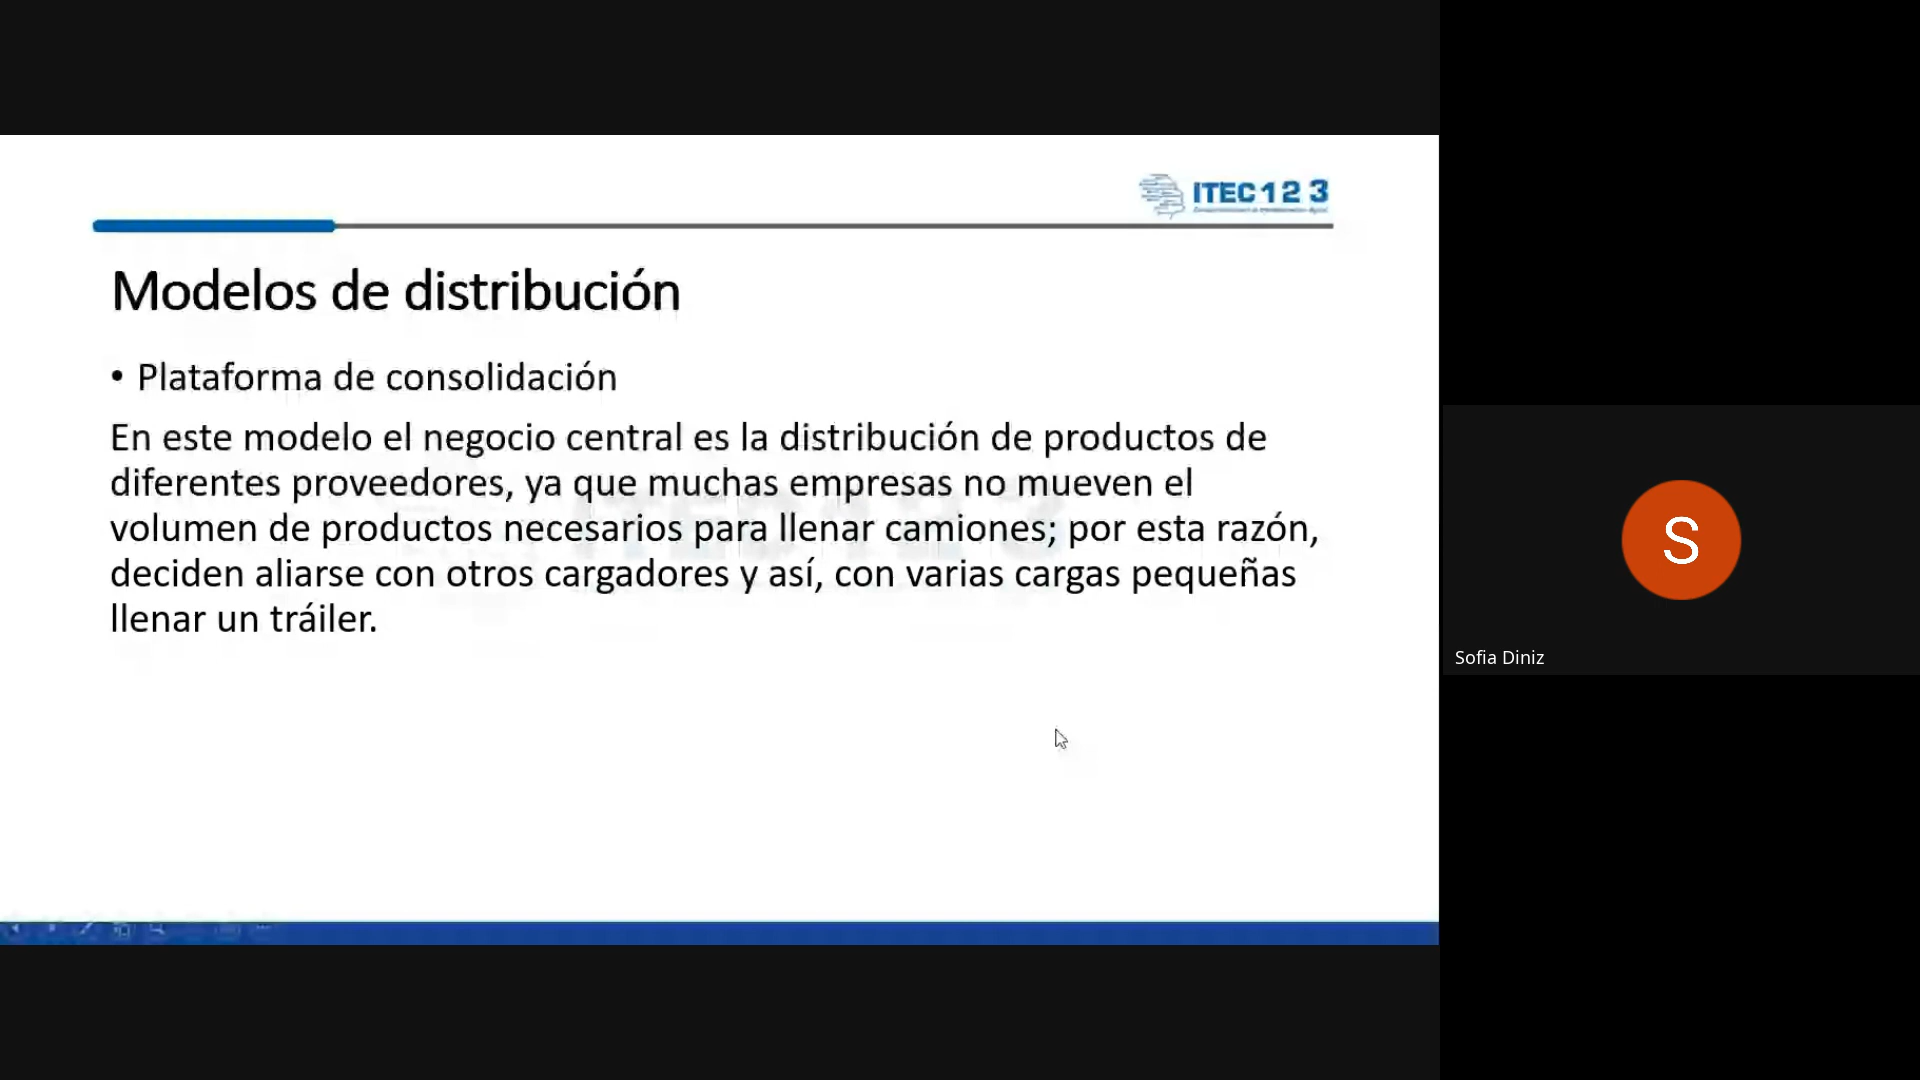 ITEC 1 2 3
Modelos de distribución
• Plataforma de consolidación
En este modelo el negocio central es la distribución de productos de
diferentes proveedores, ya que muchas empresas no mueven el
volumen de productos necesarios para llenar camiones; por esta razón,
deciden aliarse con otros cargadores y así, con varias cargas pequeñas
llenar un tráiler.
S
Sofia Diniz